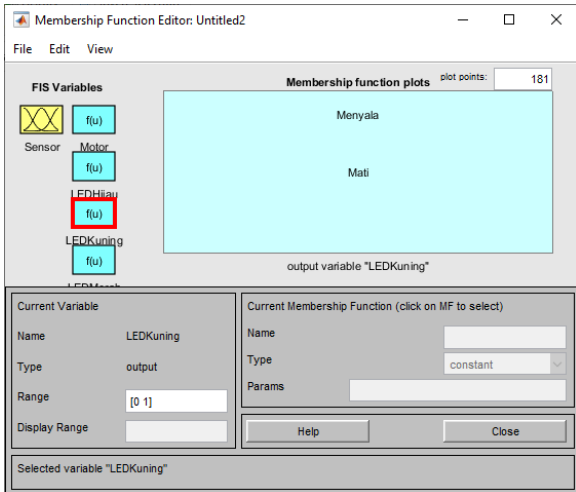 Membership Function Editor: Untitled2
File Edit View
FIS Variables
Membership function plots
plot points:
181
f(u)
Sensor
Motor
f(u)
LEDHijau
f(u)
LEDKuning
f(u)
LEDMerah
Menyala
Mati
output variable "LEDKuning"
Current Variable
Name LEDKuning
Type output
Range [0 1]
Display Range
Current Membership Function (click on MF to select)
Name
Type constant
Params
Help Close
Selected variable "LEDKuning"